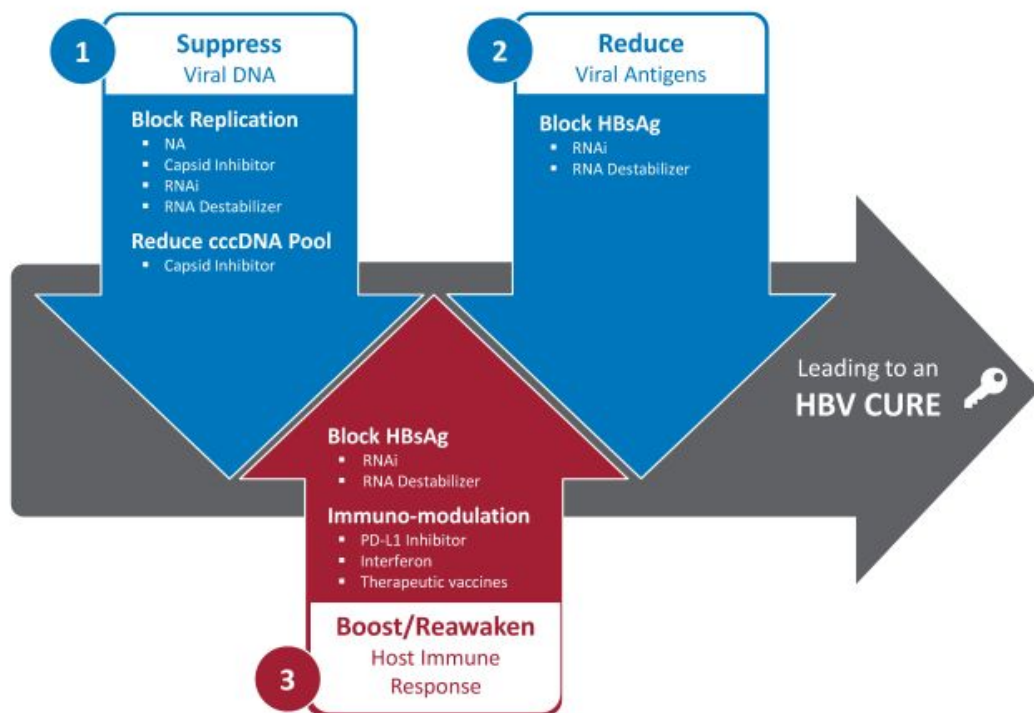 1
Suppress
Viral DNA
Block Replication
▪ NA
▪ Capsid Inhibitor
▪ RNAi
▪ RNA Destabilizer
Reduce cccDNA Pool
▪ Capsid Inhibitor
2
Reduce
Viral Antigens
Block HBsAg
▪ RNAi
▪ RNA Destabilizer
Block HBsAg
▪ RNAi
▪ RNA Destabilizer
Immuno-modulation
▪ PD-L1 Inhibitor
▪ Interferon
▪ Therapeutic vaccines
3
Boost/Reawaken
Host Immune
Response
Leading to an
HBV CURE